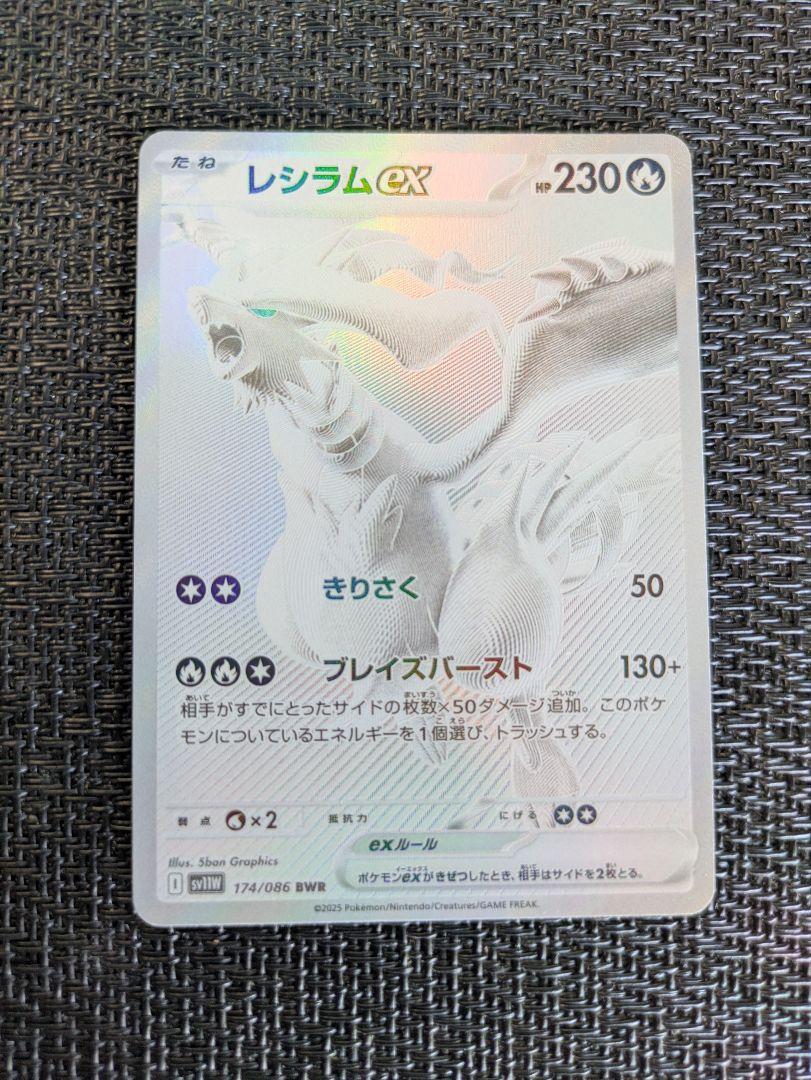 たね レシラムex HP 230
きりさく 50
ブレイズバースト 130+
相手がすでにとったサイドの枚数×50ダメージ追加。このポケ
モンについているエネルギーを1個選び、トラッシュする。
弱点 ×2 抵抗力 にげる
exルール
ポケモンexがきぜつしたとき、相手はサイドを2枚とる。
Illus. 5ban Graphics
I SV11W 174/086 BWR
©2025 Pokémon/Nintendo/Creatures/GAME FREAK.